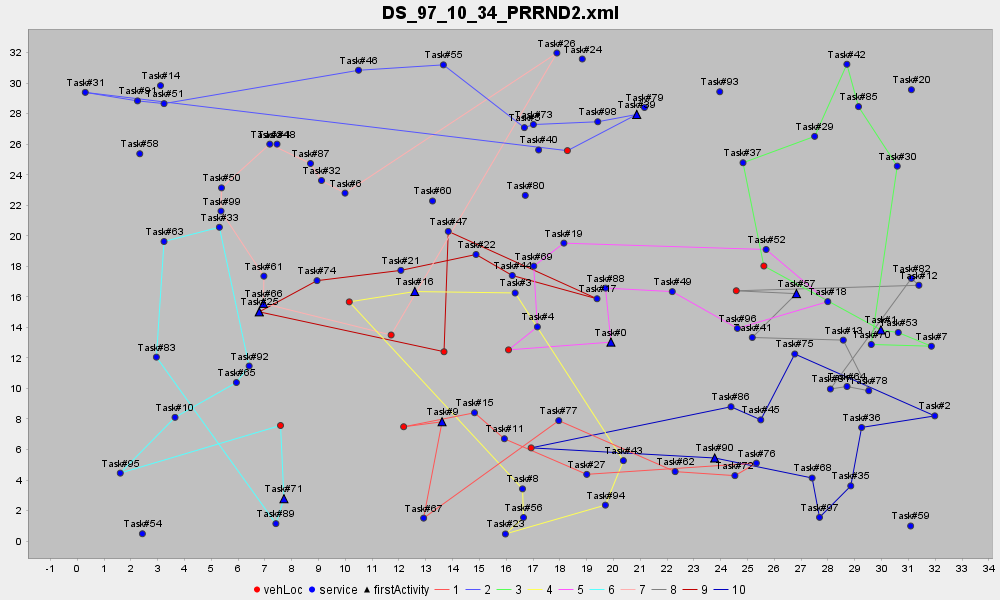 DS_97_10_34_PRRND2.xml
Task#26
Task#24
Task#55
Task#42
Task#46
Task#31
Task#14
Task#93
Task#20
Task#51
Task#79
Task#85
Task#73
Task#98
Task#29
Task#58
Task#40
Task#87
Task#37
Task#30
Task#32
Task#50
Task#6
Task#60
Task#80
Task#99
Task#33
Task#47
Task#63
Task#19
Task#52
Task#22
Task#69
Task#21
Task#44
Task#61
Task#74
Task#82
Task#12
Task#16
Task#3
Task#88
Task#17
Task#49
Task#57
Task#18
Task#66
Task#25
Task#4
Task#96
Task#41
Task#1
Task#53
Task#13
Task#70
Task#7
Task#0
Task#83
Task#75
Task#92
Task#65
Task#64
Task#78
Task#10
Task#9
Task#15
Task#77
Task#86
Task#45
Task#2
Task#36
Task#11
Task#95
Task#27
Task#43
Task#62
Task#90
Task#76
Task#72
Task#68
Task#35
Task#71
Task#8
Task#94
Task#89
Task#67
Task#56
Task#23
Task#97
Task#54
Task#59
32
30
28
26
24
22
20
18
16
14
12
10
8
6
4
2
0
-1 0 1 2 3 4 5 6 7 8 9 10 11 12 13 14 15 16 17 18 19 20 21 22 23 24 25 26 27 28 29 30 31 32 33 34
vehLoc service firstActivity 1 2 3 4 5 6 7 8 9 10